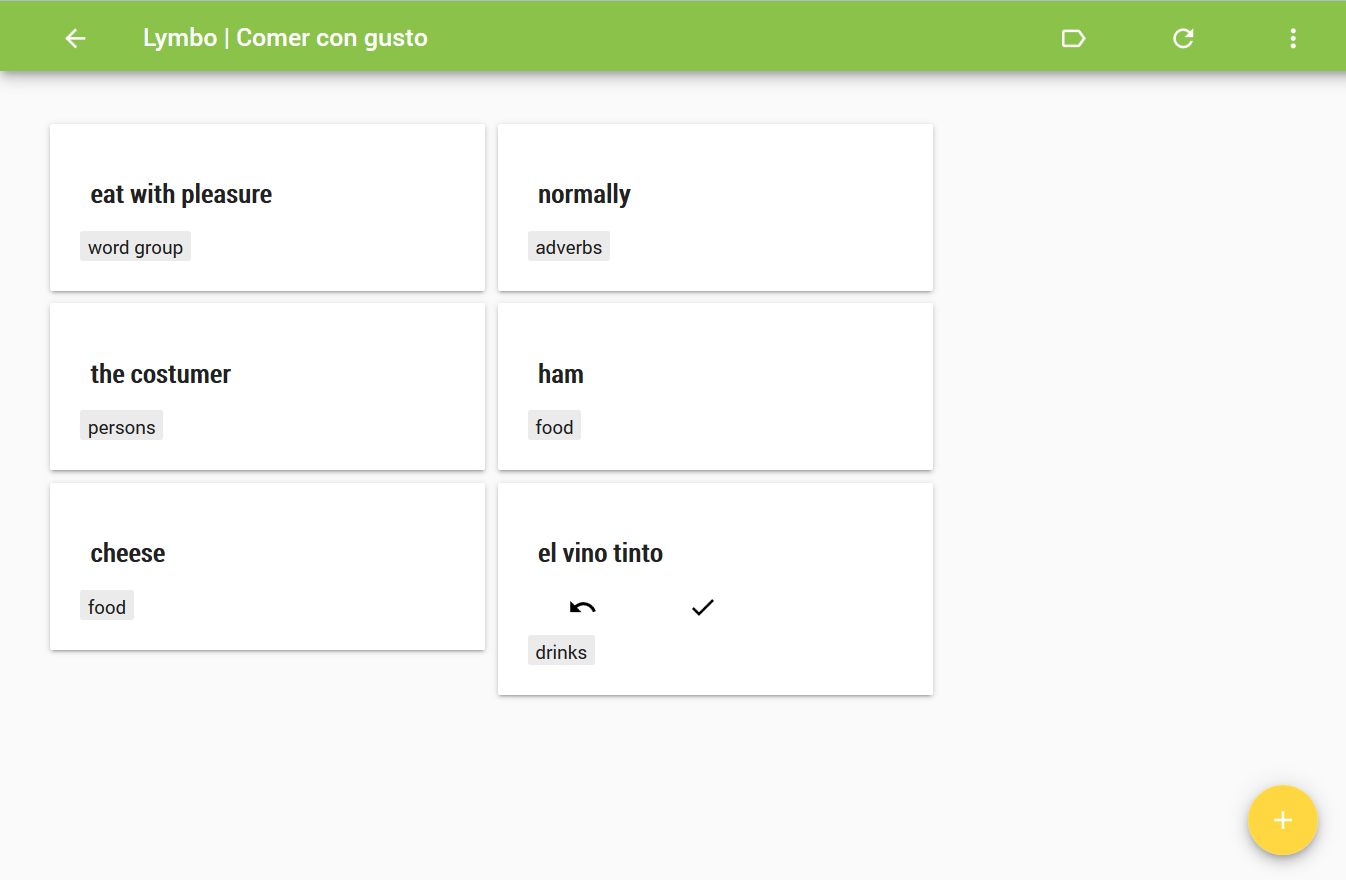 Lymbo | Comer con gusto
eat with pleasure
word group
normally
adverbs
the costumer
persons
ham
food
cheese
food
el vino tinto
drinks